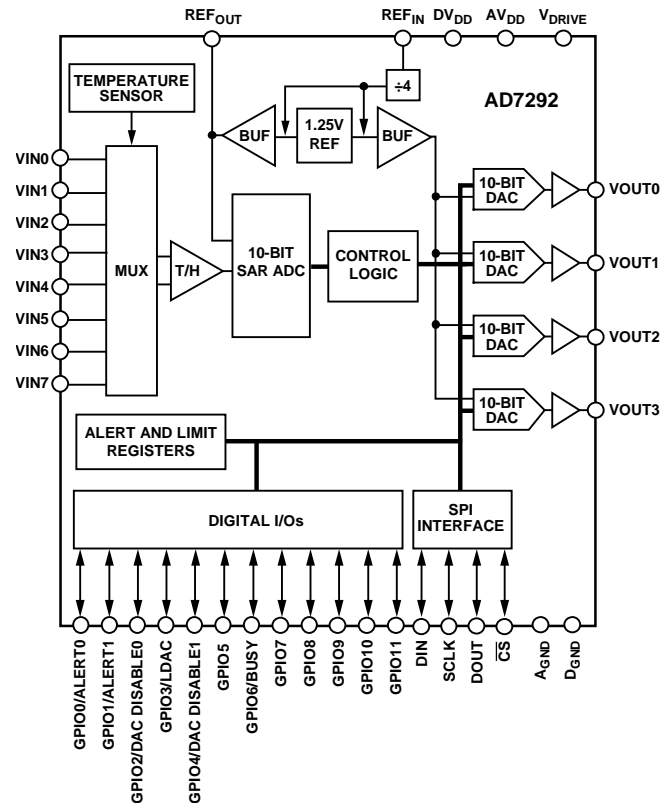 REFOUT
REFIN
DVDD
AVDD
VDRIVE
TEMPERATURE
SENSOR
÷4
AD7292
BUF
1.25V
REF
BUF
VIN0
VIN1
VIN2
VIN3
VIN4
VIN5
VIN6
VIN7
MUX
T/H
10-BIT
SAR ADC
CONTROL
LOGIC
10-BIT
DAC
VOUT0
10-BIT
DAC
VOUT1
10-BIT
DAC
VOUT2
10-BIT
DAC
VOUT3
ALERT AND LIMIT
REGISTERS
DIGITAL I/Os
SPI
INTERFACE
GPIO0/ALERT0
GPIO1/ALERT1
GPIO2/DAC DISABLE0
GPIO3/LDAC
GPIO4/DAC DISABLE1
GPIO5
GPIO6/BUSY
GPIO7
GPIO8
GPIO9
GPIO10
GPIO11
DIN
SCLK
DOUT
C̅S̅
AGND
DGND